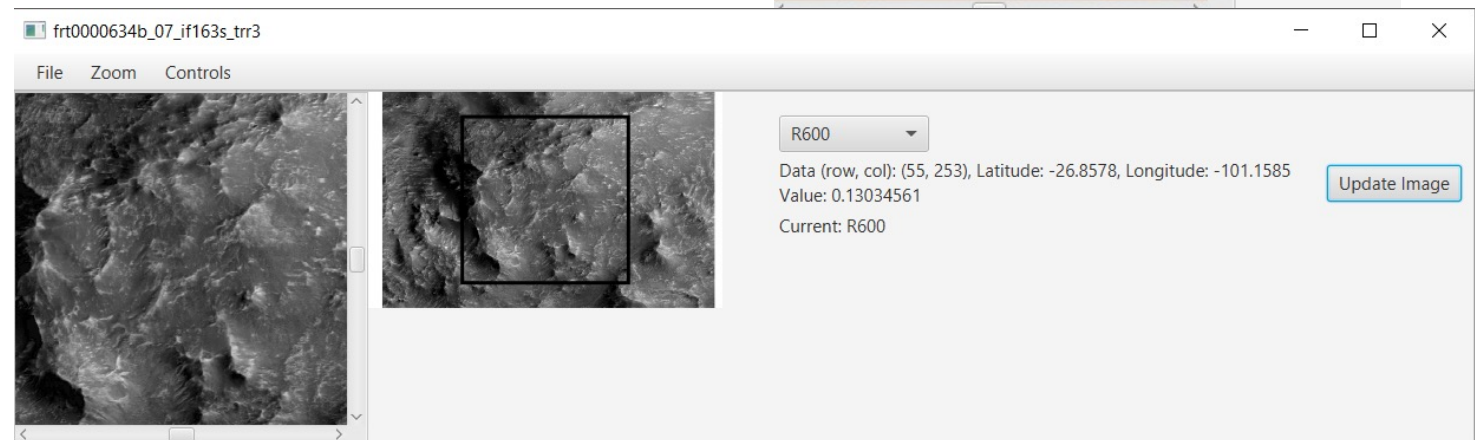 frt0000634b_07_if163s_trr3
File Zoom Controls
R600
Data (row, col): (55, 253), Latitude: -26.8578, Longitude: -101.1585
Value: 0.13034561
Update Image
Current: R600